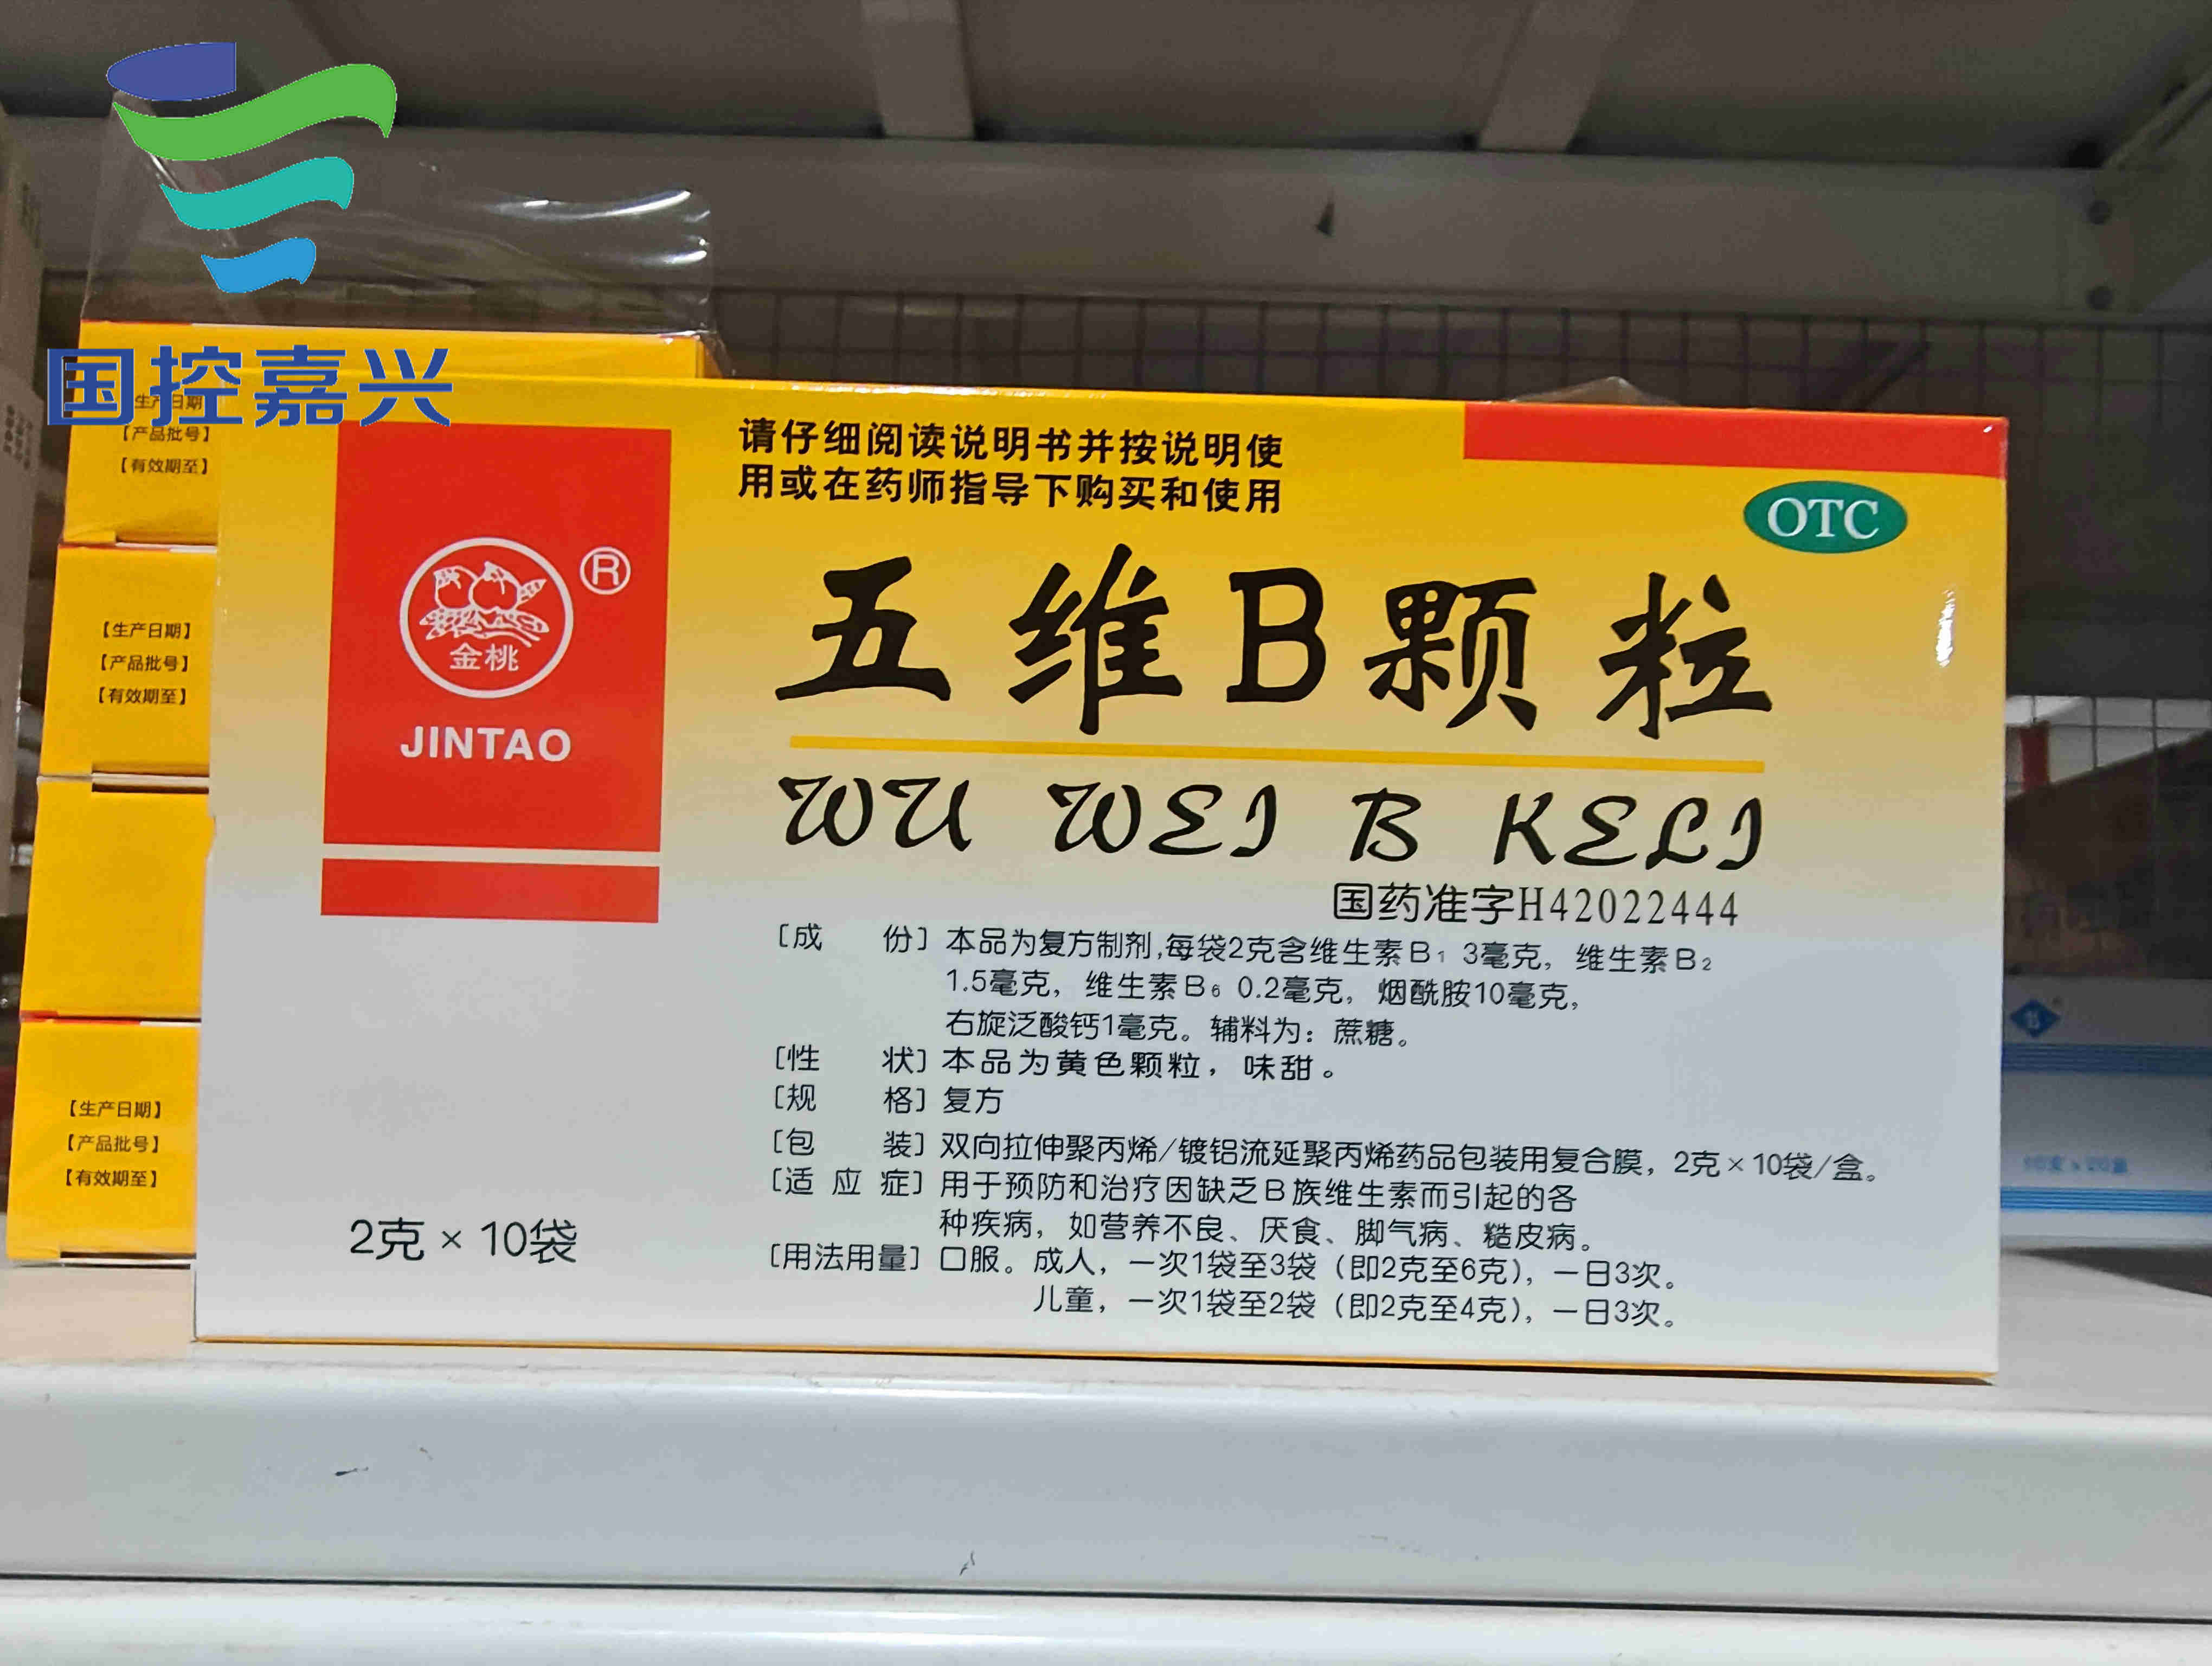 国控嘉兴
生产日期
【产品批号】
【有效期至】
【生产日期】
【产品批号】
【有效期至】
【生产日期】
【产品批号】
【有效期至】
金桃
®
JINTAO
2克×10袋
请仔细阅读说明书并按说明使
用或在药师指导下购买和使用
OTC
五维B颗粒
WU WEI B KELI
国药准字H42022444
[成份] 本品为复方制剂,每袋2克含维生素B₁ 3毫克，维生素B₂
1.5毫克，维生素B₆ 0.2毫克，烟酰胺10毫克，
右旋泛酸钙1毫克。辅料为：蔗糖。
[性状] 本品为黄色颗粒，味甜。
[规格] 复方
[包装] 双向拉伸聚丙烯/镀铝流延聚丙烯药品包装用复合膜，2克×10袋/盒。
[适应症] 用于预防和治疗因缺乏B族维生素而引起的各
种疾病，如营养不良、厌食、脚气病、糙皮病。
[用法用量] 口服。成人，一次1袋至3袋（即2克至6克），一日3次。
儿童，一次1袋至2袋（即2克至4克），一日3次。